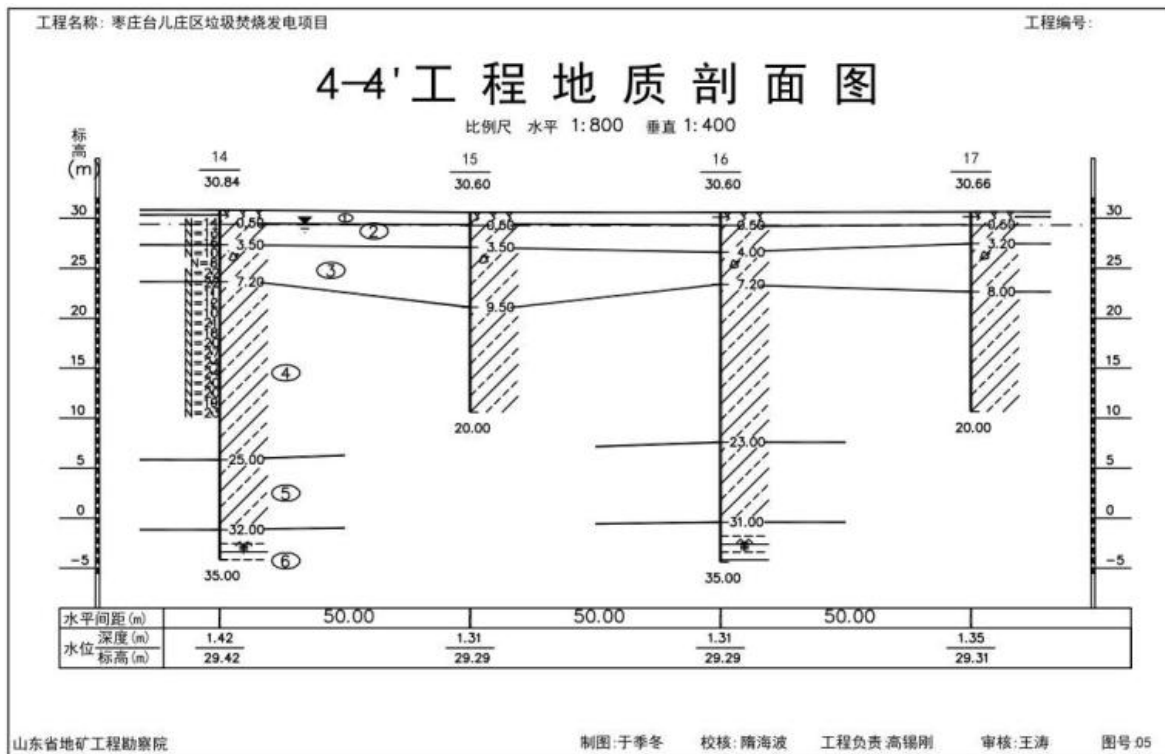 工程名称: 枣庄台儿庄区垃圾焚烧发电项目 工程编号:
4-4'工程地质剖面图
比例尺 水平 1:800 垂直 1:400
标高(m)
14 15 16 17
30.84 30.60 30.60 30.66
30 30
0.50 ① 0.50 0.50 0.50
②
3.50 3.50 4.00 3.20
25 ③ 25
7.20 9.50 7.20 8.00
20 20
15 ④ 15
10 10
20.00 20.00
25.00 23.00
5 5
⑤
0 0
32.00 31.00
⑥
-5 -5
35.00 35.00
水平间距(m) 50.00 50.00 50.00
水位 深度(m) 1.42 1.31 1.31 1.35
标高(m) 29.42 29.29 29.29 29.31
山东省地矿工程勘察院 制图:于季冬 校核:隋海波 工程负责:高锡刚 审核:王涛 图号:05